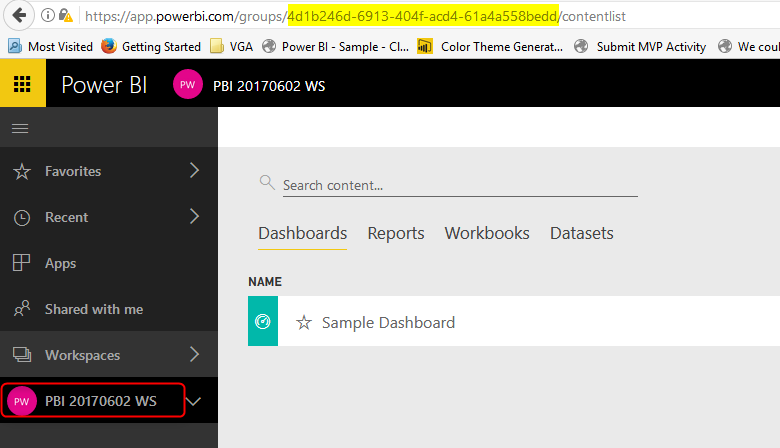 https://app.powerbi.com/groups/4d1b246d-6913-404f-acd4-61a4a558bedd/contentlist
Most Visited Getting Started VGA Power BI - Sample - Cl... Color Theme Generat... Submit MVP Activity We coul
Power BI PW PBI 20170602 WS
Favorites
Recent
Apps
Shared with me
Workspaces
PW PBI 20170602 WS
Search content...
Dashboards Reports Workbooks Datasets
NAME
Sample Dashboard